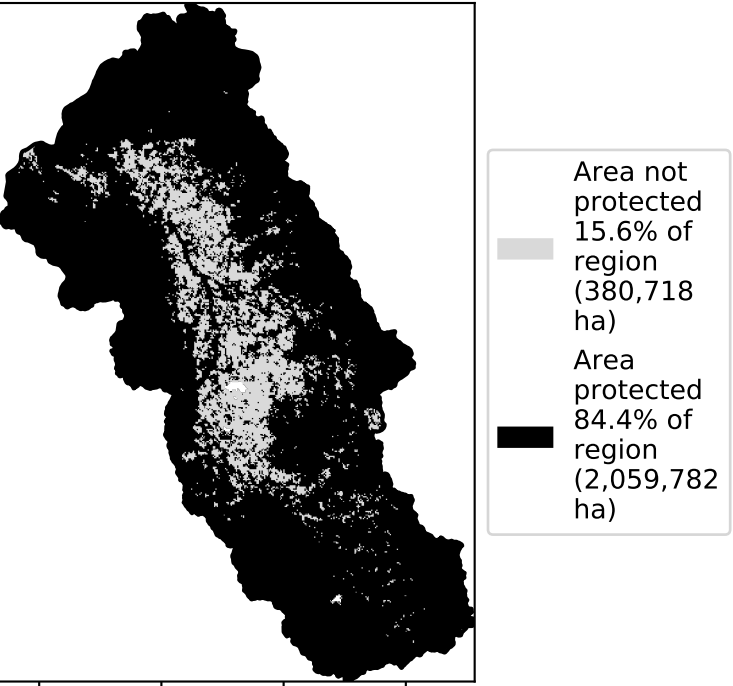 Area not
protected
15.6% of
region
(380,718
ha)
Area
protected
84.4% of
region
(2,059,782
ha)